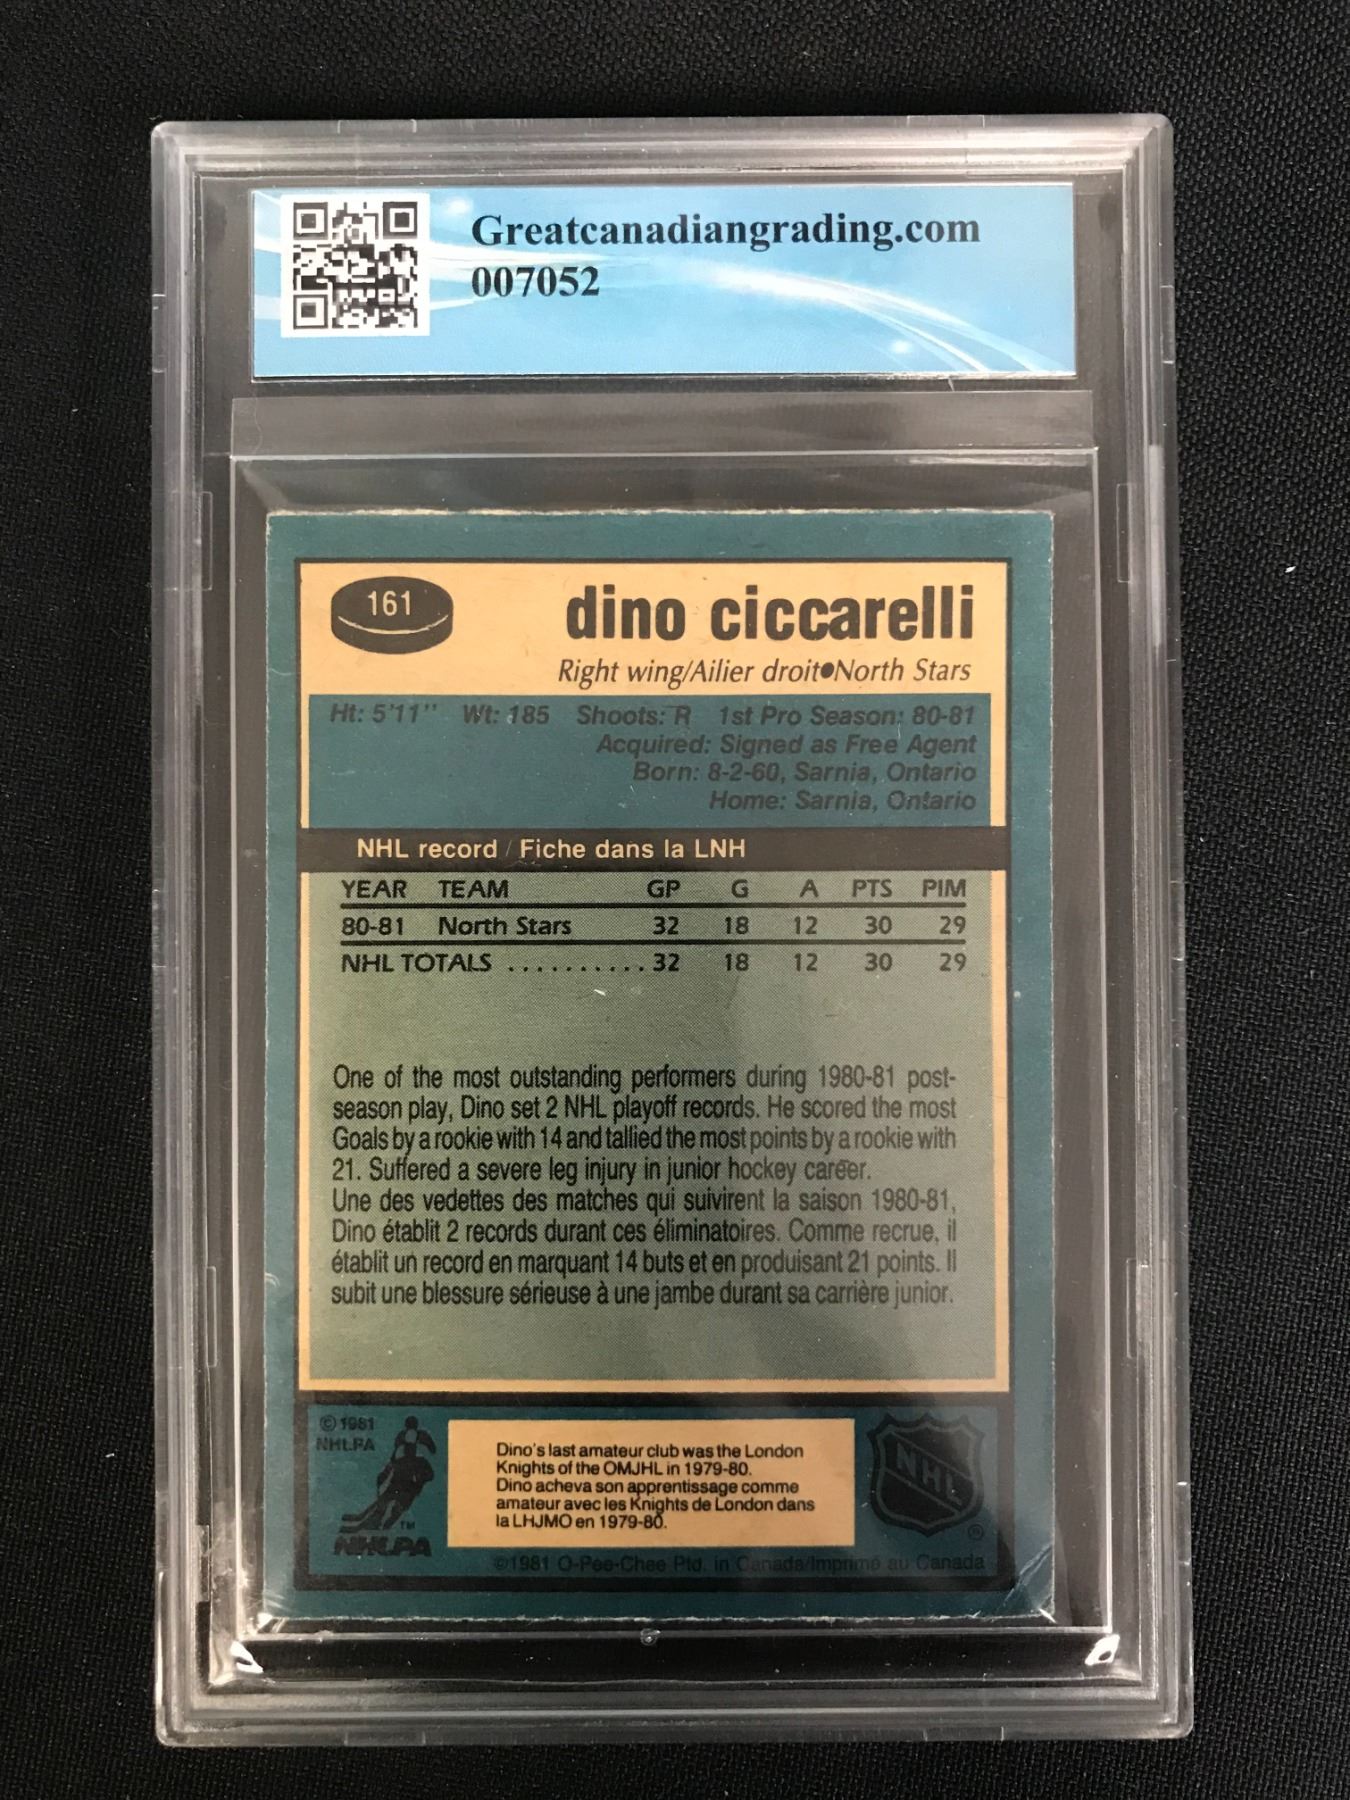 Greatcanadiangrading.com
007052
161
dino ciccarelli
Right wing/Ailier droit●North Stars
Ht: 5'11" Wt: 185 Shoots: R 1st Pro Season: 80-81
Acquired: Signed as Free Agent
Born: 8-2-60, Sarnia, Ontario
Home: Sarnia, Ontario
NHL record / Fiche dans la LNH
YEAR TEAM GP G A PTS PIM
80-81 North Stars 32 18 12 30 29
NHL TOTALS .......... 32 18 12 30 29
One of the most outstanding performers during 1980-81 post-
season play, Dino set 2 NHL playoff records. He scored the most
Goals by a rookie with 14 and tallied the most points by a rookie with
21. Suffered a severe leg injury in junior hockey career.
Une des vedettes des matches qui suivirent la saison 1980-81,
Dino établit 2 records durant ces éliminatoires. Comme recrue, il
établit un record en marquant 14 buts et en produisant 21 points. Il
subit une blessure sérieuse à une jambe durant sa carrière junior.
©1981
NHLPA
TM
NHLPA
Dino's last amateur club was the London
Knights of the OMJHL in 1979-80.
Dino acheva son apprentissage comme
amateur avec les Knights de London dans
la LHJMO en 1979-80.
NHL
®
©1981 O-Pee-Chee Ptd. in Canada/Imprimé au Canada